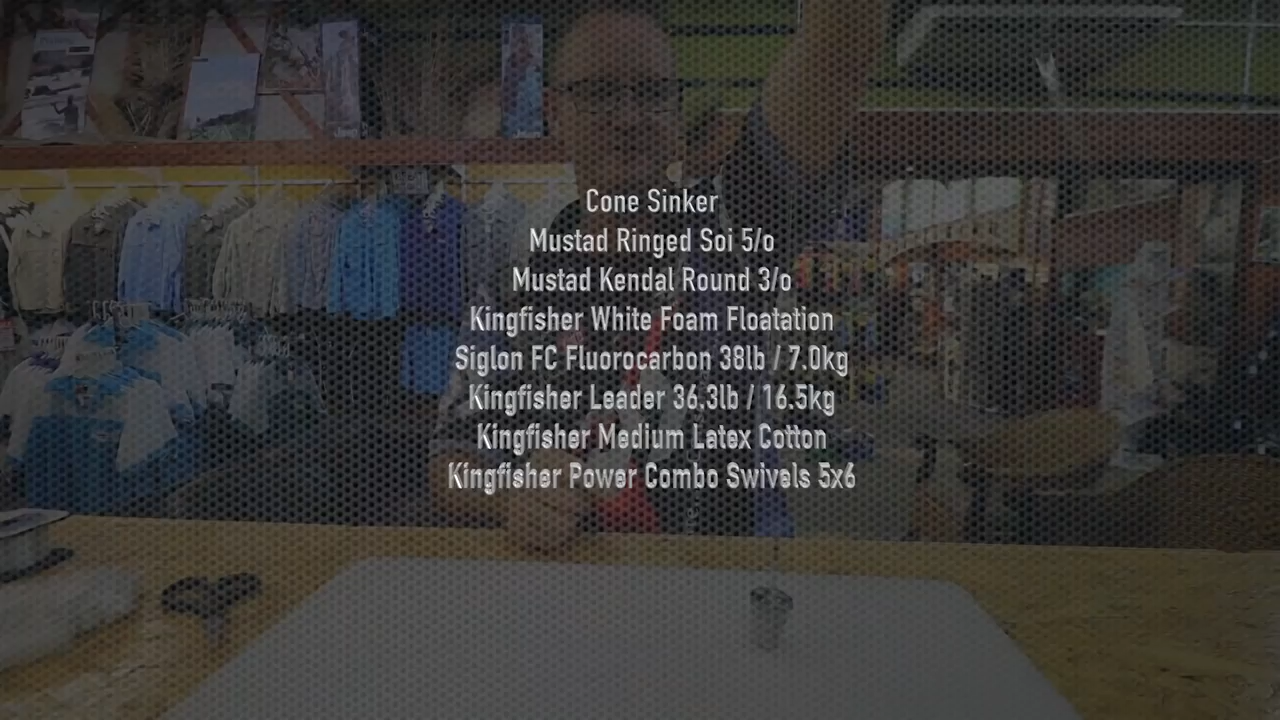 Cone Sinker
Mustad Ringed Soi 5/o
Mustad Kendal Round 3/o
Kingfisher White Foam Floatation
Siglon FC Fluorocarbon 38lb / 7.0kg
Kingfisher Leader 36.3lb / 16.5kg
Kingfisher Medium Latex Cotton
Kingfisher Power Combo Swivels 5x6
Jeep